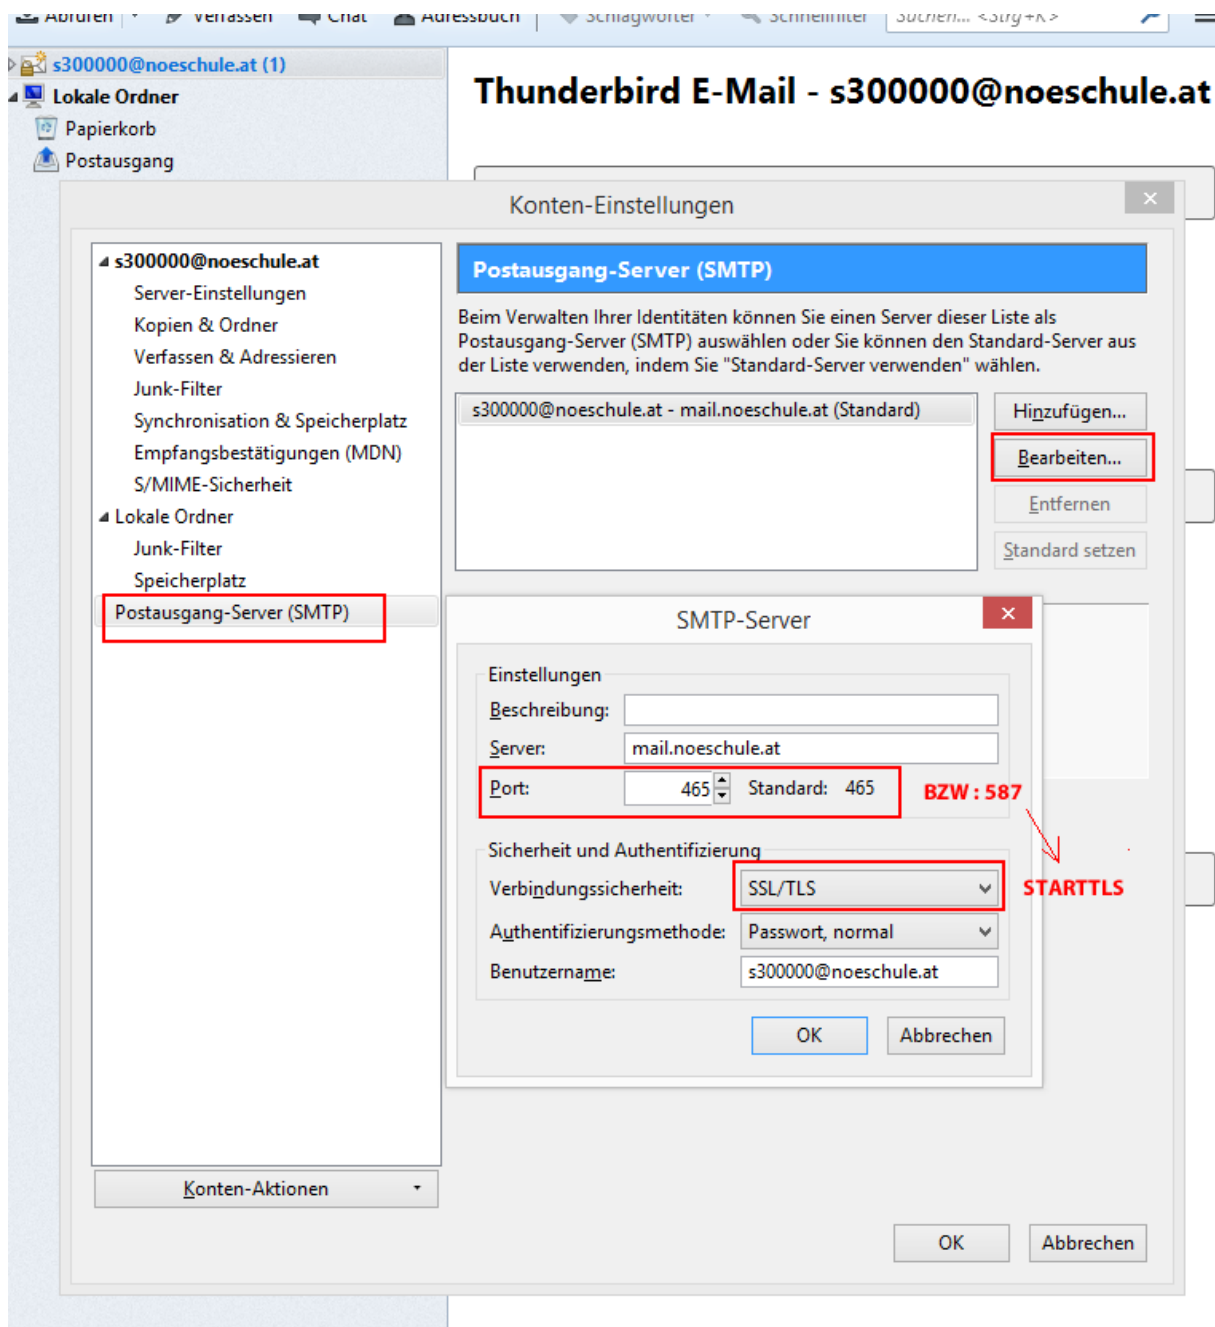 Abrufen Verfassen Chat Adressbuch Schlagwörter Schnellfilter Suchen... <Strg+K>
s300000@noeschule.at (1)
Lokale Ordner
Papierkorb
Postausgang
Thunderbird E-Mail - s300000@noeschule.at
Konten-Einstellungen
s300000@noeschule.at
Server-Einstellungen
Kopien & Ordner
Verfassen & Adressieren
Junk-Filter
Synchronisation & Speicherplatz
Empfangsbestätigungen (MDN)
S/MIME-Sicherheit
Lokale Ordner
Junk-Filter
Speicherplatz
Postausgang-Server (SMTP)
Konten-Aktionen
Postausgang-Server (SMTP)
Beim Verwalten Ihrer Identitäten können Sie einen Server dieser Liste als
Postausgang-Server (SMTP) auswählen oder Sie können den Standard-Server aus
der Liste verwenden, indem Sie "Standard-Server verwenden" wählen.
s300000@noeschule.at - mail.noeschule.at (Standard)
Hinzufügen...
Bearbeiten...
Entfernen
Standard setzen
SMTP-Server
Einstellungen
Beschreibung:
Server: mail.noeschule.at
Port: 465 Standard: 465 BZW : 587
Sicherheit und Authentifizierung
Verbindungssicherheit: SSL/TLS STARTTLS
Authentifizierungsmethode: Passwort, normal
Benutzername: s300000@noeschule.at
OK Abbrechen
OK Abbrechen